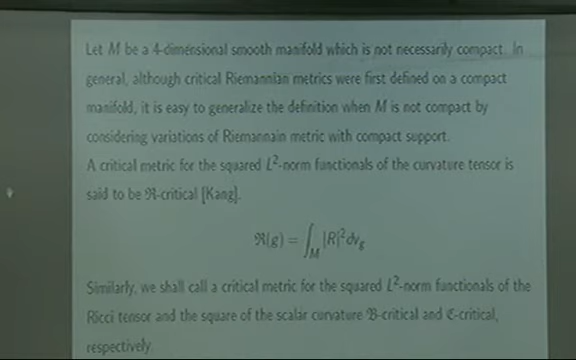 Let M be a 4-dimensional smooth manifold which is not necessarily compact. In
general, although critical Riemannian metrics were first defined on a compact
manifold, it is easy to generalize the definition when M is not compact by
considering variations of Riemannain metric with compact support.
A critical metric for the squared L²-norm functionals of the curvature tensor is
said to be ℜ-critical [Kang].
ℜ(g) = ∫_M |R|² dv_g
Similarly, we shall call a critical metric for the squared L²-norm functionals of the
Ricci tensor and the square of the scalar curvature 𝔅-critical and ℭ-critical,
respectively